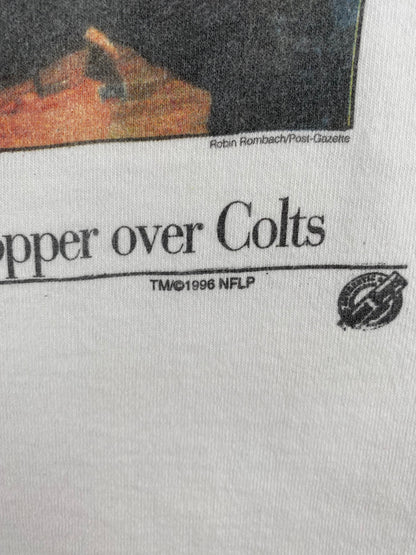 Robin Rombach/Post-Gazette
opper over Colts
TM/©1996 NFLP